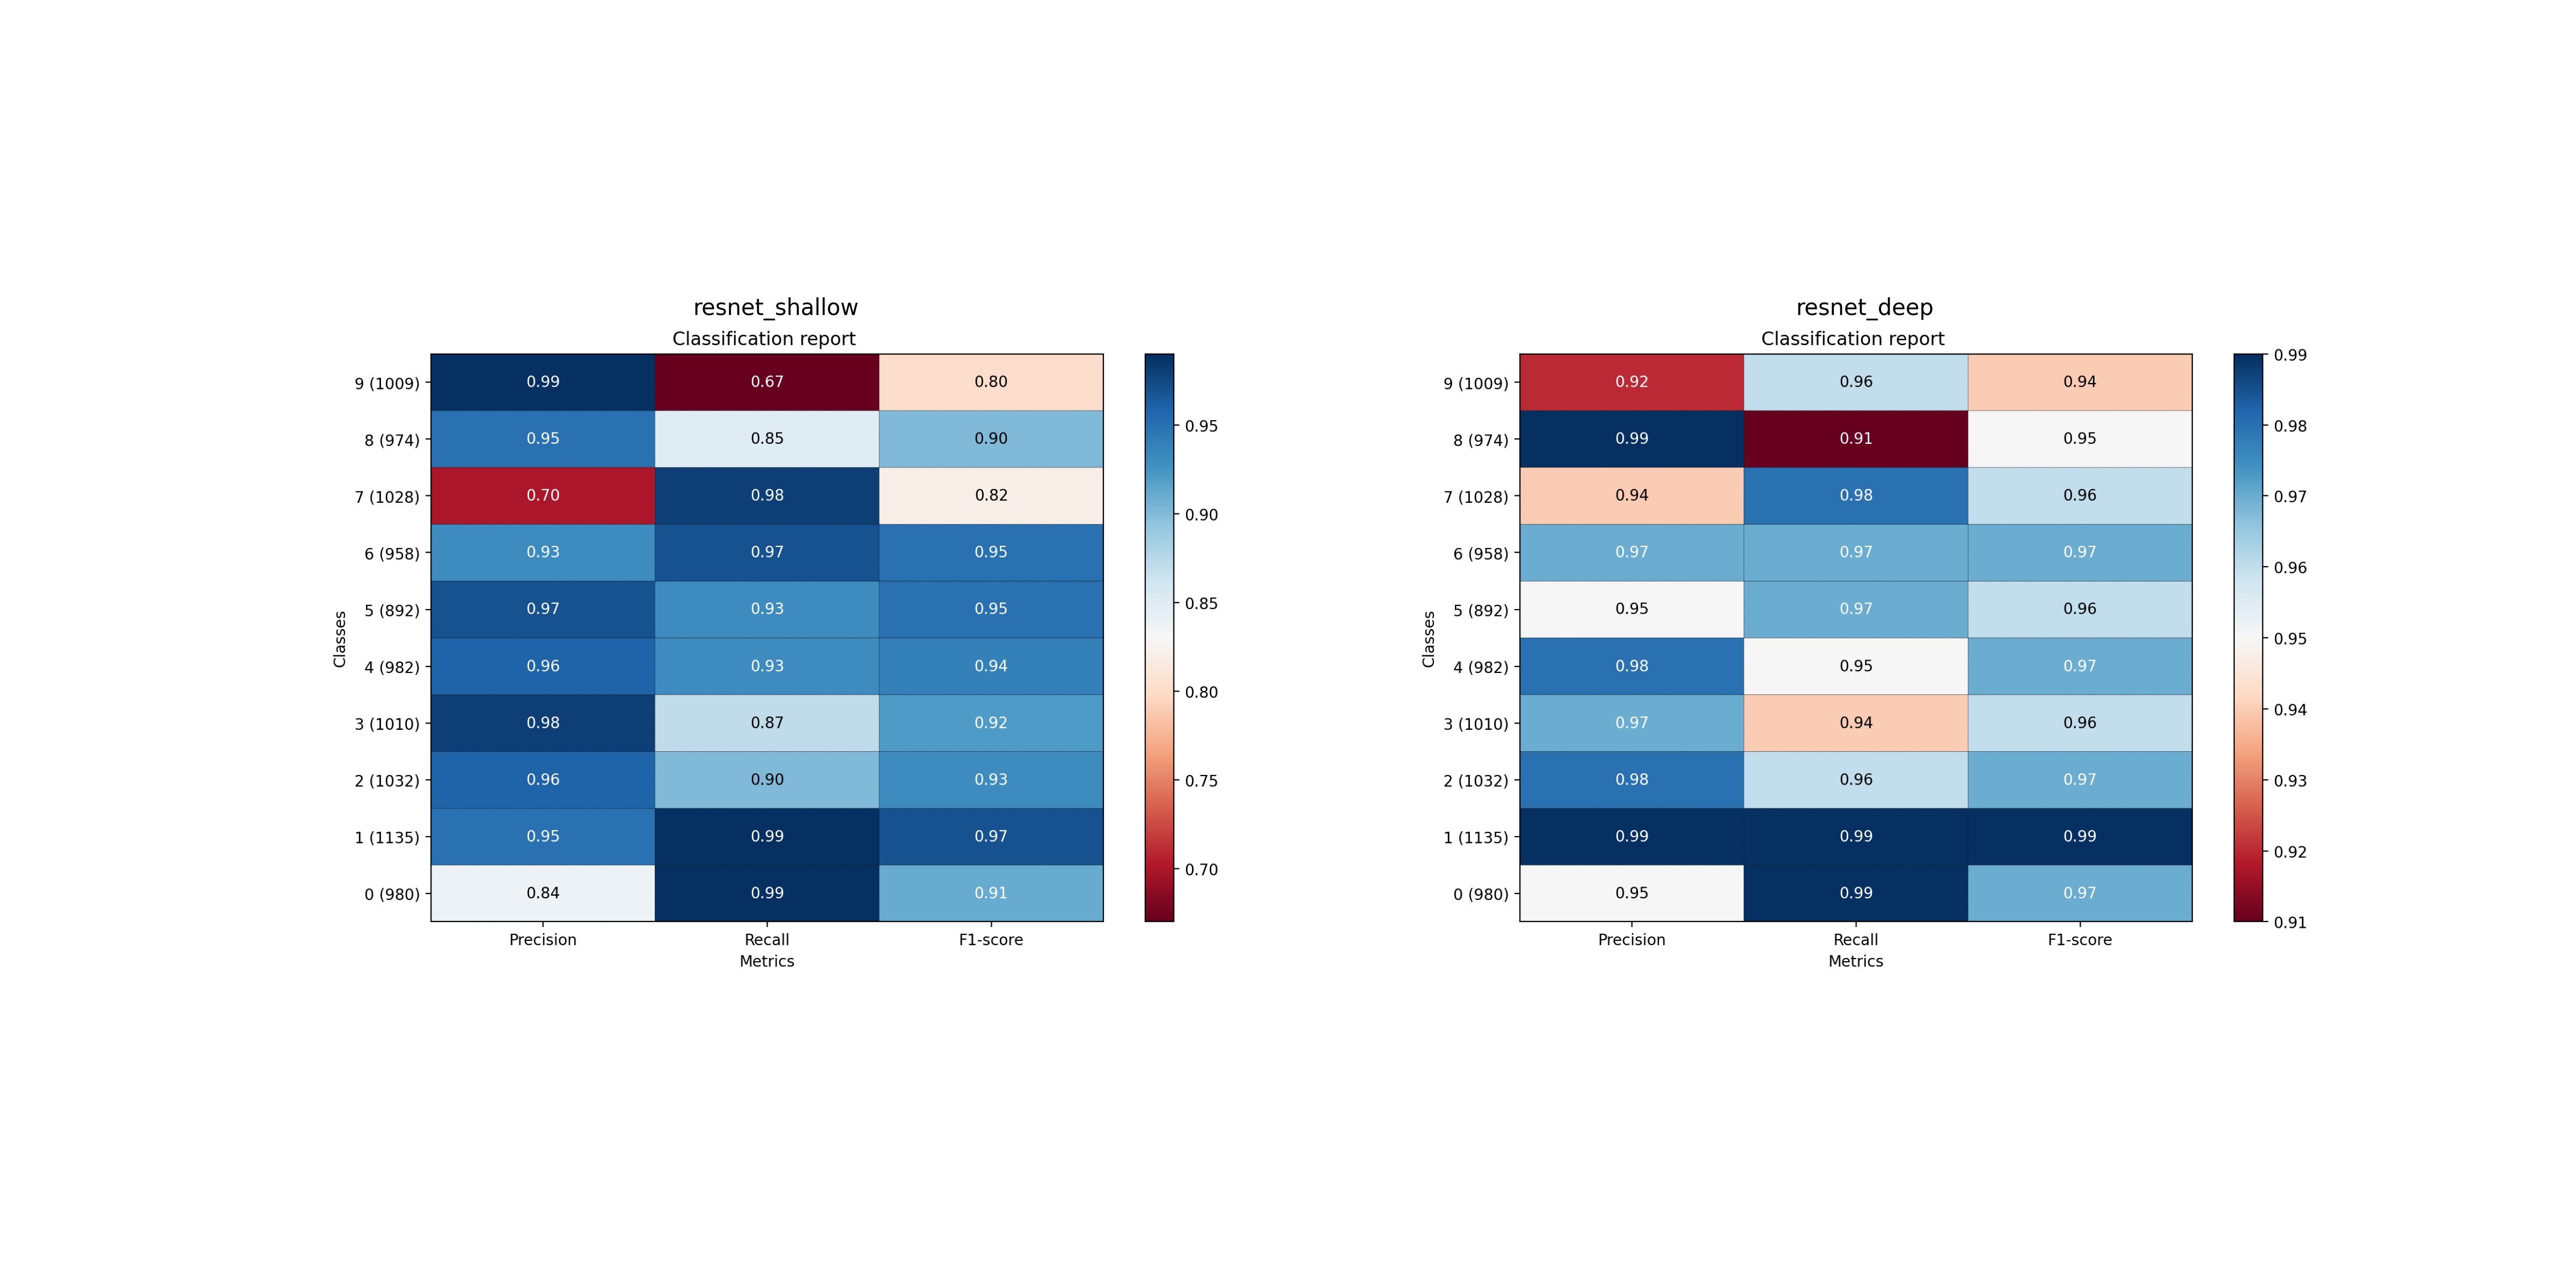 resnet_shallow
Classification report
9 (1009) 0.99 0.67 0.80
8 (974) 0.95 0.85 0.90
7 (1028) 0.70 0.98 0.82
6 (958) 0.93 0.97 0.95
5 (892) 0.97 0.93 0.95
4 (982) 0.96 0.93 0.94
3 (1010) 0.98 0.87 0.92
2 (1032) 0.96 0.90 0.93
1 (1135) 0.95 0.99 0.97
0 (980) 0.84 0.99 0.91
Classes
Precision Recall F1-score
Metrics
0.95
0.90
0.85
0.80
0.75
0.70
resnet_deep
Classification report
9 (1009) 0.92 0.96 0.94
8 (974) 0.99 0.91 0.95
7 (1028) 0.94 0.98 0.96
6 (958) 0.97 0.97 0.97
5 (892) 0.95 0.97 0.96
4 (982) 0.98 0.95 0.97
3 (1010) 0.97 0.94 0.96
2 (1032) 0.98 0.96 0.97
1 (1135) 0.99 0.99 0.99
0 (980) 0.95 0.99 0.97
Classes
Precision Recall F1-score
Metrics
0.99
0.98
0.97
0.96
0.95
0.94
0.93
0.92
0.91